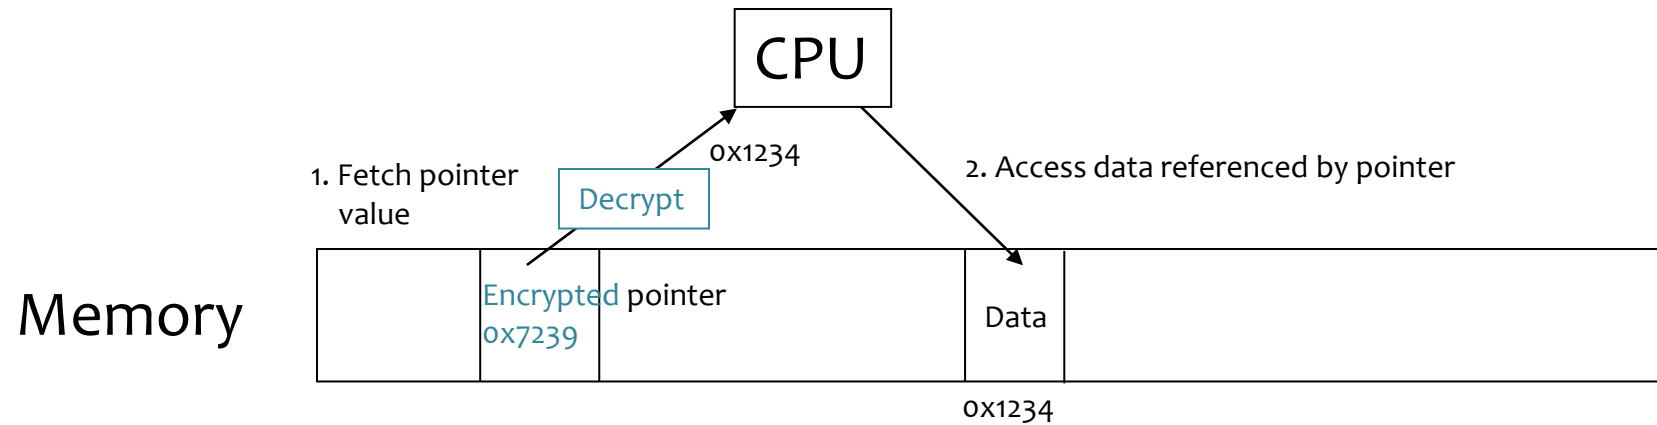 CPU
0x1234
1. Fetch pointer
value
2. Access data referenced by pointer
Decrypt
Memory
Encrypted pointer
0x7239
Data
0x1234